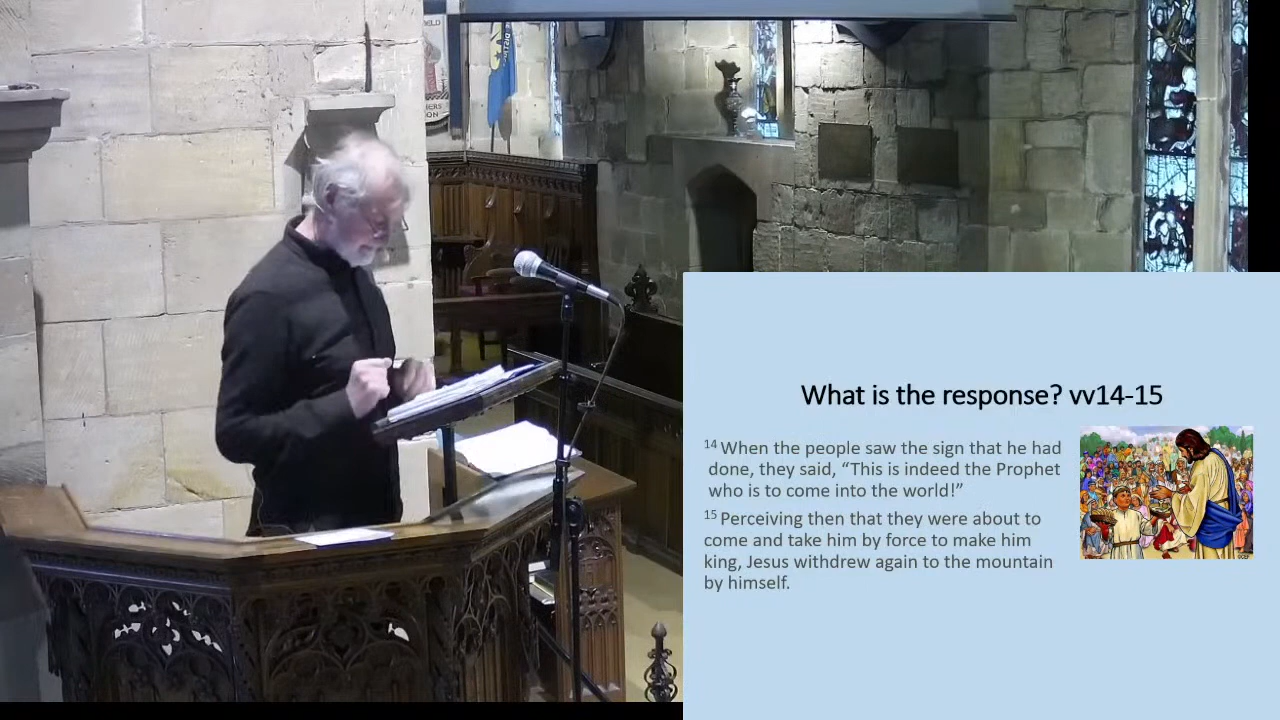 What is the response? vv14-15
14 When the people saw the sign that he had
done, they said, “This is indeed the Prophet
who is to come into the world!”
15 Perceiving then that they were about to
come and take him by force to make him
king, Jesus withdrew again to the mountain
by himself.